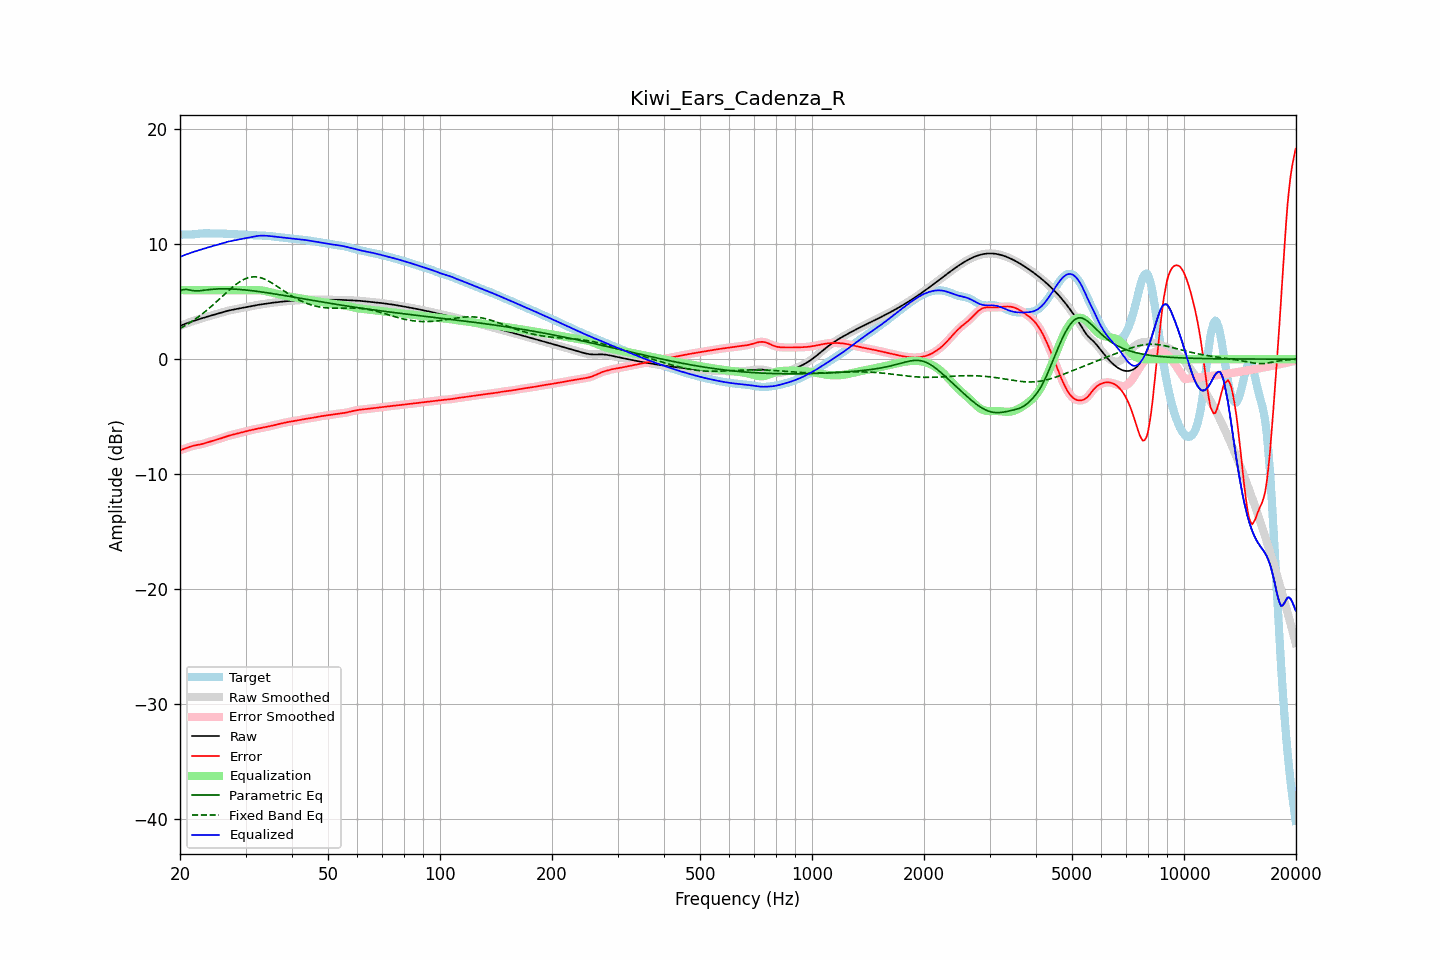 Kiwi_Ears_Cadenza_R
20
10
0
−10
−20
−30
−40
Amplitude (dBr)
Target
Raw Smoothed
Error Smoothed
Raw
Error
Equalization
Parametric Eq
Fixed Band Eq
Equalized
20 50 100 200 500 1000 2000 5000 10000 20000
Frequency (Hz)